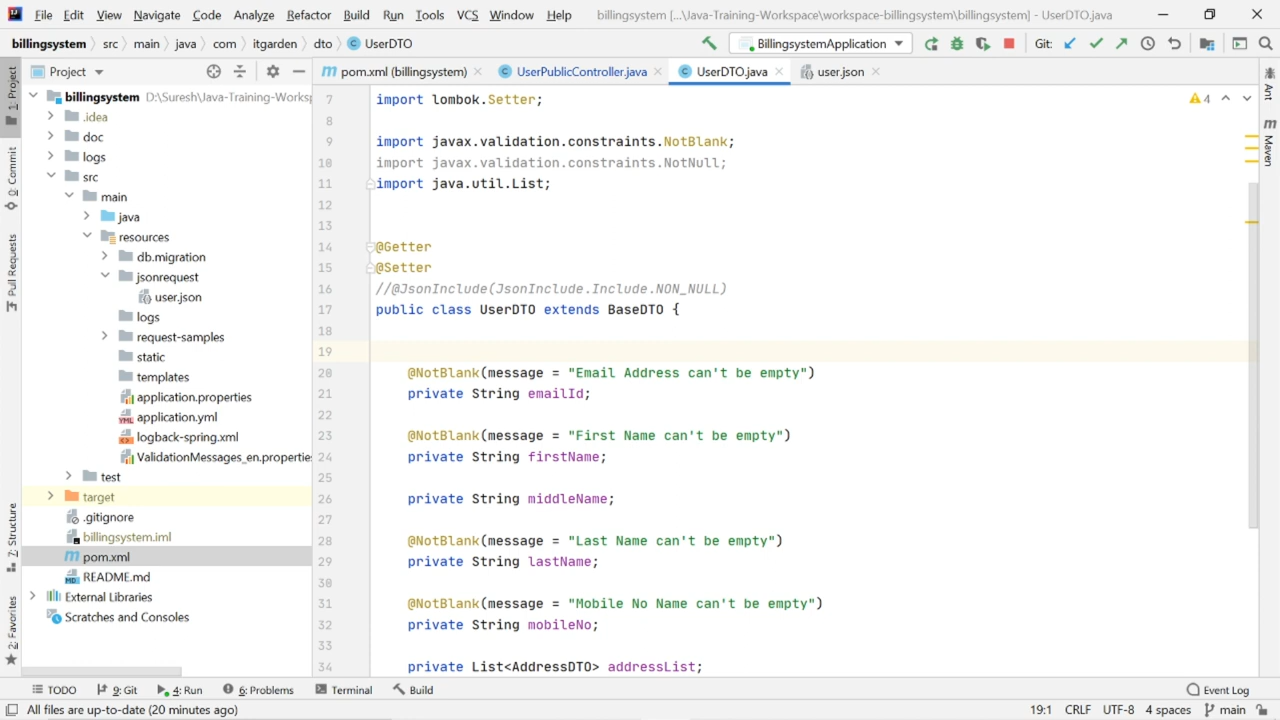 File Edit View Navigate Code Analyze Refactor Build Run Tools VCS Window Help billingsystem [...\Java-Training-Workspace\workspace-billingsystem\billingsystem] - UserDTO.java
billingsystem src main java com itgarden dto UserDTO BillingsystemApplication Git:
Project
pom.xml (billingsystem) UserPublicController.java UserDTO.java user.json
1: Project
0: Commit
Pull Requests
Z: Structure
2: Favorites
billingsystem D:\Suresh\Java-Training-Worksp
.idea
doc
logs
src
main
java
resources
db.migration
jsonrequest
user.json
logs
request-samples
static
templates
application.properties
application.yml
logback-spring.xml
ValidationMessages_en.properties
test
target
.gitignore
billingsystem.iml
pom.xml
README.md
External Libraries
Scratches and Consoles
7 import lombok.Setter;
8
9 import javax.validation.constraints.NotBlank;
10 import javax.validation.constraints.NotNull;
11 import java.util.List;
12
13
14 @Getter
15 @Setter
16 //@JsonInclude(JsonInclude.Include.NON_NULL)
17 public class UserDTO extends BaseDTO {
18
19
20 @NotBlank(message = "Email Address can't be empty")
21 private String emailId;
22
23 @NotBlank(message = "First Name can't be empty")
24 private String firstName;
25
26 private String middleName;
27
28 @NotBlank(message = "Last Name can't be empty")
29 private String lastName;
30
31 @NotBlank(message = "Mobile No Name can't be empty")
32 private String mobileNo;
33
34 private List<AddressDTO> addressList;
4
Ant
m Maven
TODO 9: Git 4: Run 6: Problems Terminal Build Event Log
All files are up-to-date (20 minutes ago) 19:1 CRLF UTF-8 4 spaces main